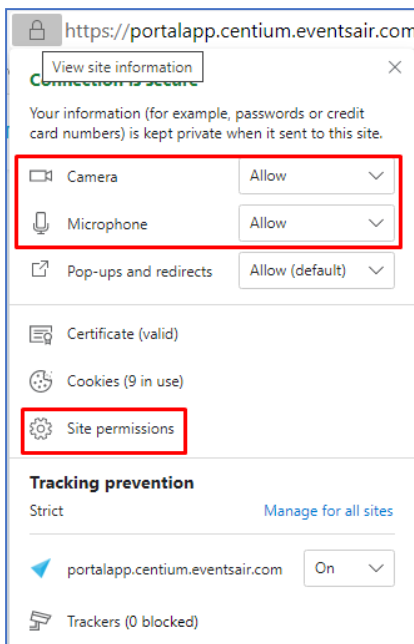 https://portalapp.centium.eventsair.com
View site information
Connection is secure
Your information (for example, passwords or credit
card numbers) is kept private when it sent to this site.
Camera Allow
Microphone Allow
Pop-ups and redirects Allow (default)
Certificate (valid)
Cookies (9 in use)
Site permissions
Tracking prevention
Strict Manage for all sites
portalapp.centium.eventsair.com On
Trackers (0 blocked)